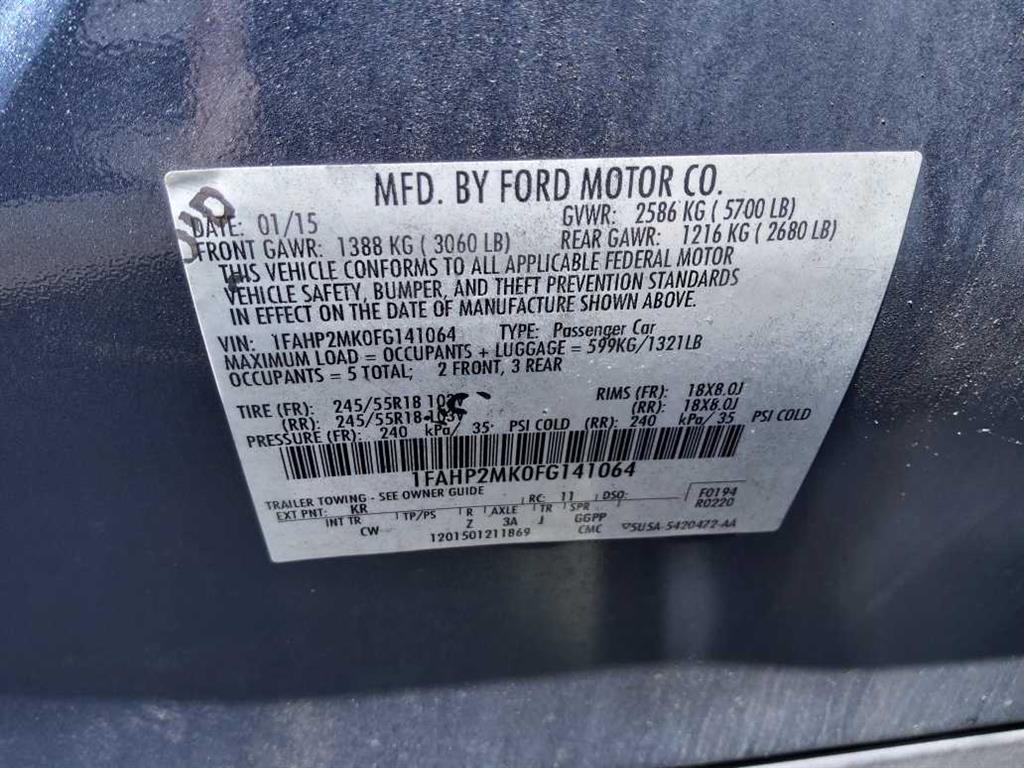 MFD. BY FORD MOTOR CO.
DATE: 01/15 GVWR: 2586 KG ( 5700 LB)
FRONT GAWR: 1388 KG ( 3060 LB) REAR GAWR: 1216 KG ( 2680 LB)
THIS VEHICLE CONFORMS TO ALL APPLICABLE FEDERAL MOTOR
VEHICLE SAFETY, BUMPER, AND THEFT PREVENTION STANDARDS
IN EFFECT ON THE DATE OF MANUFACTURE SHOWN ABOVE.
VIN: 1FAHP2MK0FG141064 TYPE: Passenger Car
MAXIMUM LOAD = OCCUPANTS + LUGGAGE = 599KG/1321LB
OCCUPANTS = 5 TOTAL; 2 FRONT, 3 REAR
TIRE (FR): 245/55R18 RIMS (FR): 18X8.0J
(RR): 245/55R18 103V (RR): 18X8.0J
PRESSURE (FR): 240 kPa/ 35 PSI COLD (RR): 240 kPa/ 35 PSI COLD
1FAHP2MK0FG141064
TRAILER TOWING - SEE OWNER GUIDE RC: 11 DSO: F0194
EXT PNT: KR R0220
INT TR TP/PS R AXLE TR SPR
CW Z 3A J GGPP
1201501211869 CMC 5USA-5420472-AA